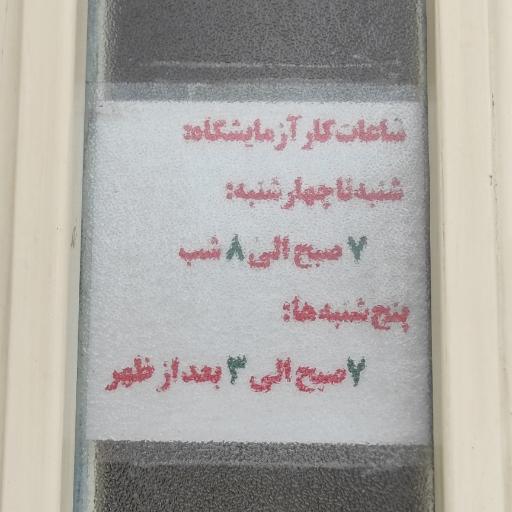 ساعات کار آزمایشگاه:
شنبه تا چهارشنبه:
۷ صبح الی ۸ شب
پنج شنبه ها:
۷ صبح الی ۳ بعد از ظهر